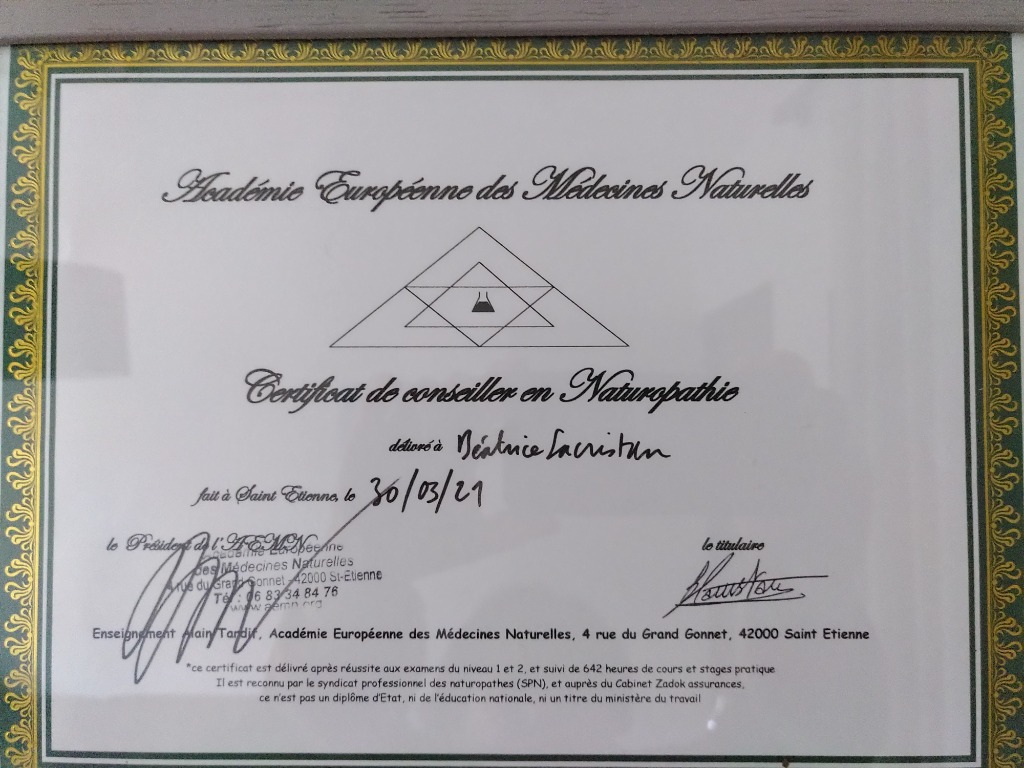 Académie Européenne des Médecines Naturelles
Certificat de conseiller en Naturopathie
délivré à Béatrice Sacristan
fait à Saint Etienne, le 30/03/21
le Président de l'A-E-M-N
le titulaire
Académie Européenne
des Médecines Naturelles
4 rue du Grand Gonnet - 42000 St-Etienne
Tél : 06 83 34 84 76
www.aemn.org
Enseignement Alain Tardif, Académie Européenne des Médecines Naturelles, 4 rue du Grand Gonnet, 42000 Saint Etienne
*ce certificat est délivré après réussite aux examens du niveau 1 et 2, et suivi de 642 heures de cours et stages pratique
Il est reconnu par le syndicat professionnel des naturopathes (SPN), et auprès du Cabinet Zadok assurances,
ce n'est pas un diplôme d'Etat, ni de l'éducation nationale, ni un titre du ministère du travail